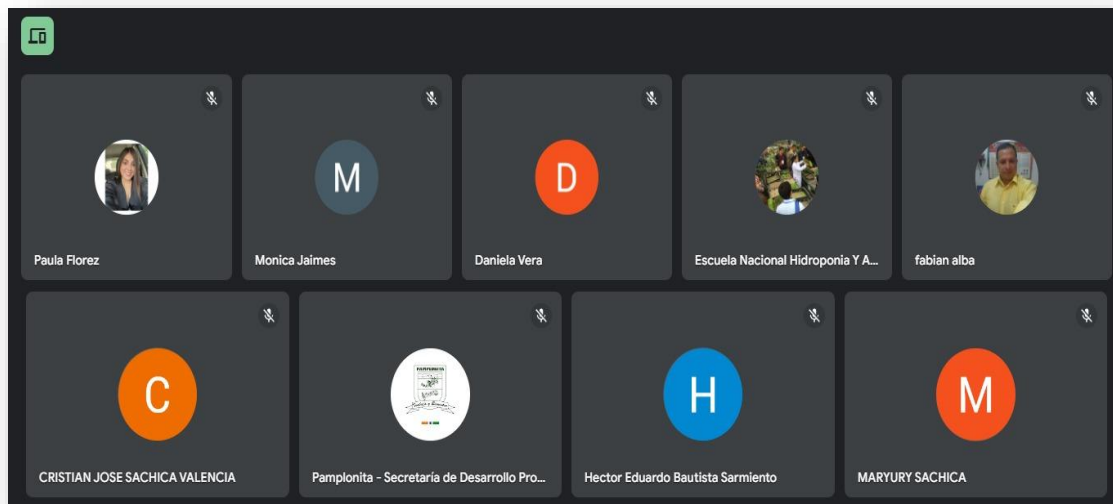 Paula Florez
M
Monica Jaimes
D
Daniela Vera
Escuela Nacional Hidroponia Y A...
fabian alba
C
CRISTIAN JOSE SACHICA VALENCIA
PAMPLONITA
Pamplonita - Secretaría de Desarrollo Pro...
H
Hector Eduardo Bautista Sarmiento
M
MARYURY SACHICA